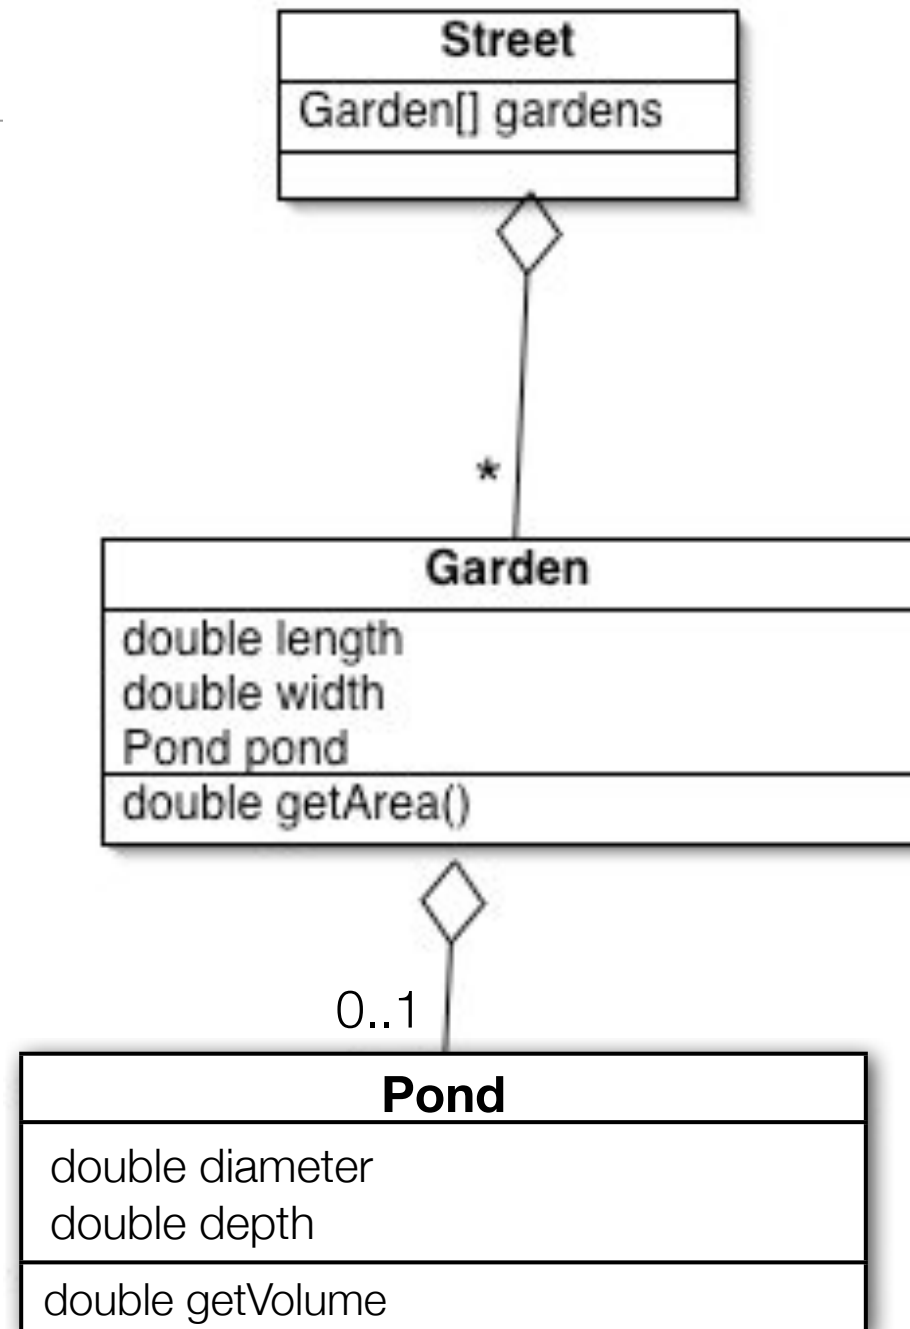 Street
Garden[] gardens
*
Garden
double length
double width
Pond pond
double getArea()
0..1
Pond
double diameter
double depth
double getVolume